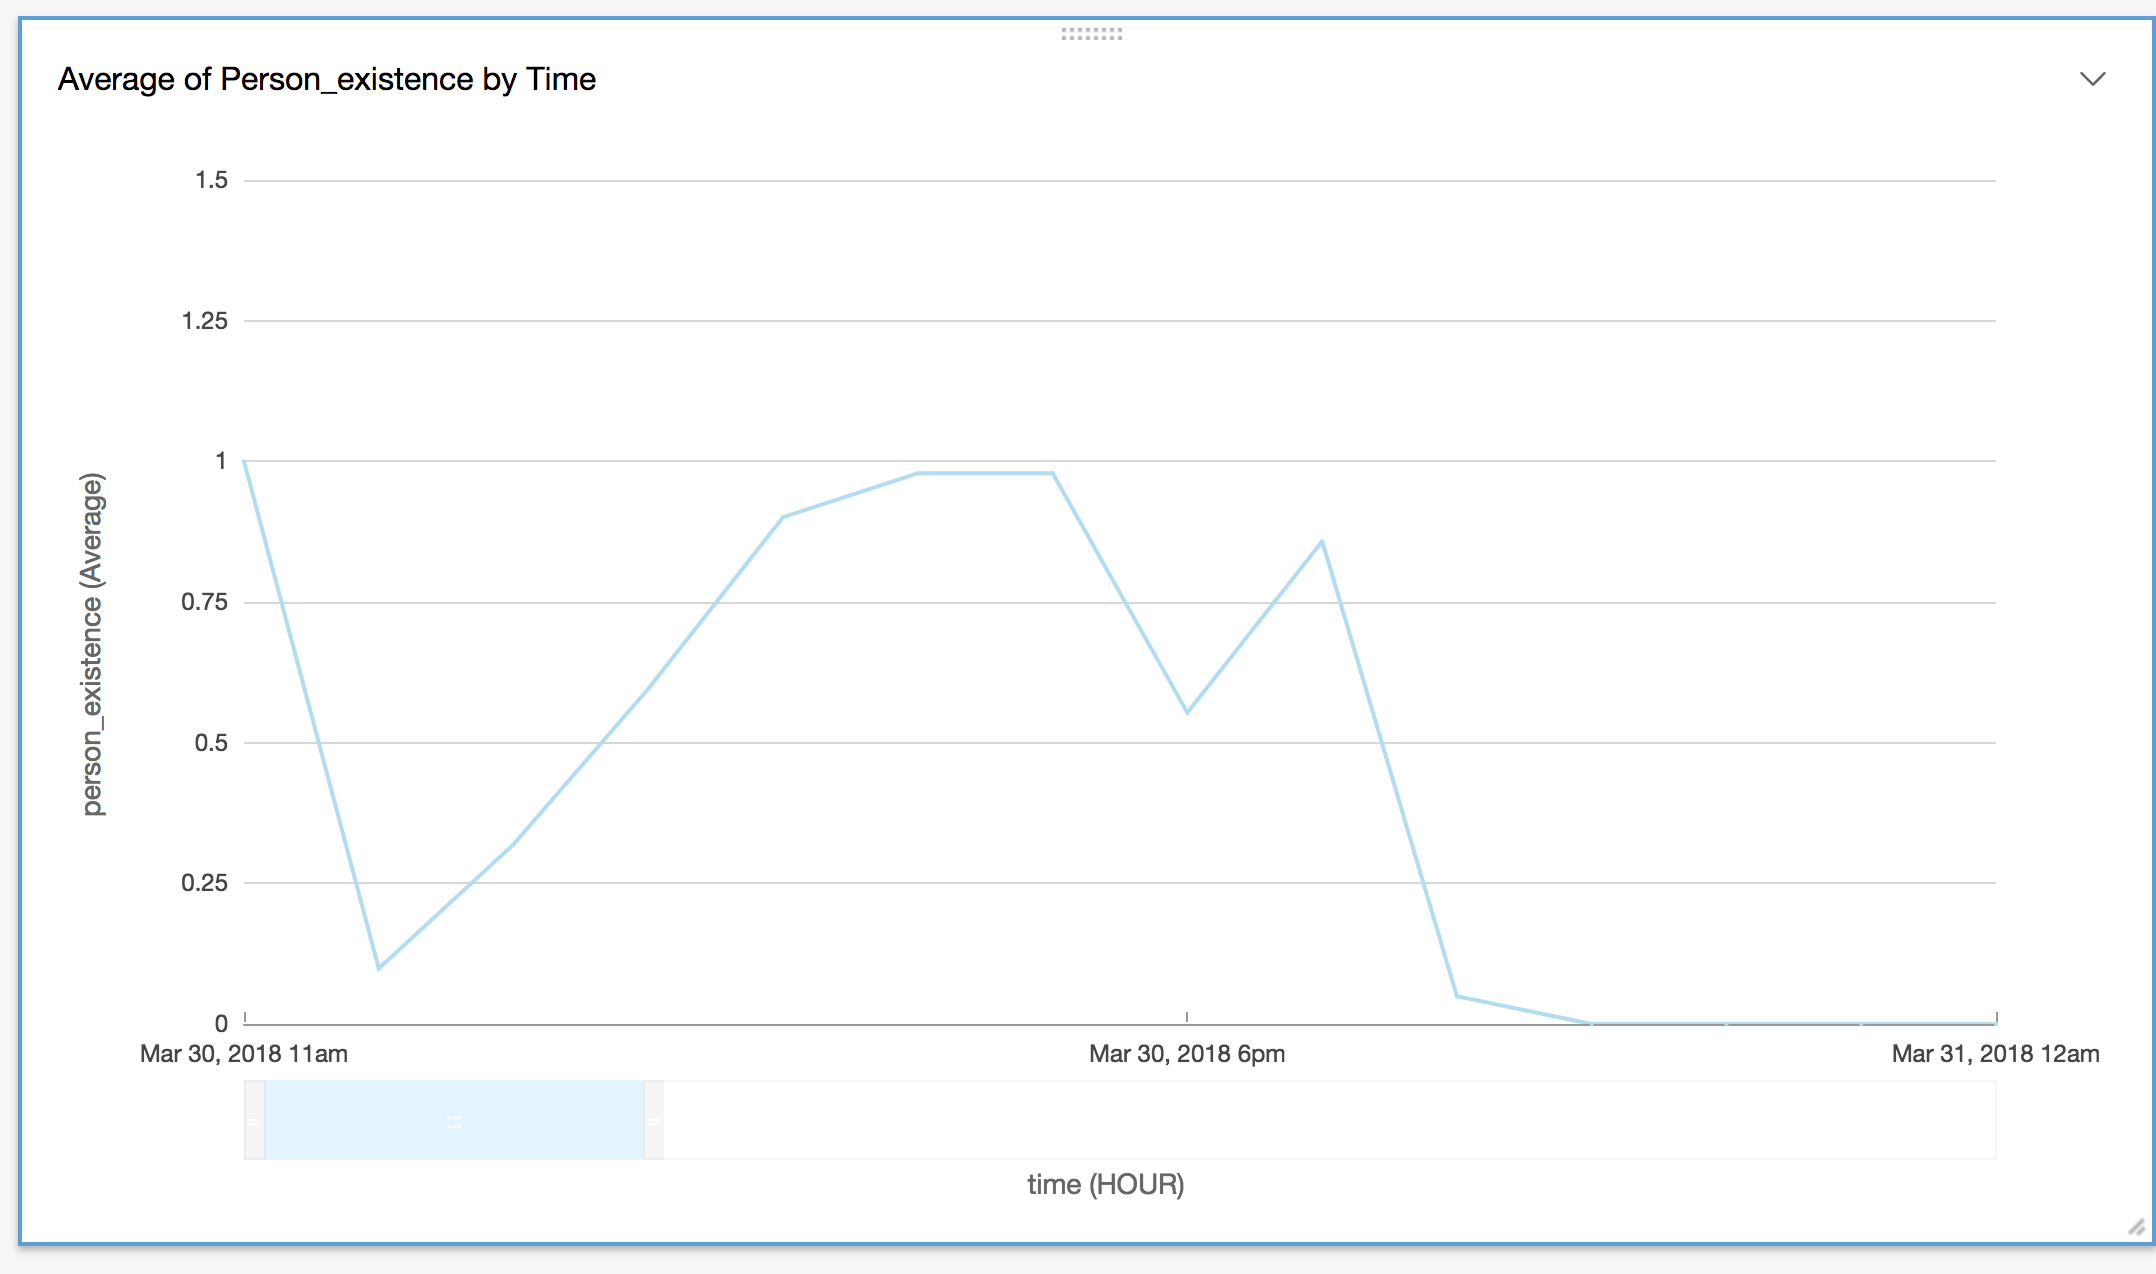 Average of Person_existence by Time
1.5
1.25
1
0.75
0.5
0.25
0
person_existence (Average)
Mar 30, 2018 11am
Mar 30, 2018 6pm
Mar 31, 2018 12am
time (HOUR)